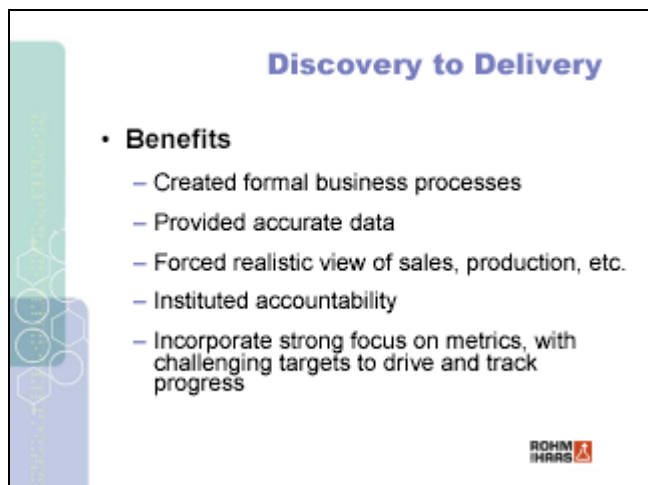 Discovery to Delivery
• Benefits
– Created formal business processes
– Provided accurate data
– Forced realistic view of sales, production, etc.
– Instituted accountability
– Incorporate strong focus on metrics, with
challenging targets to drive and track
progress
ROHM
HAAS